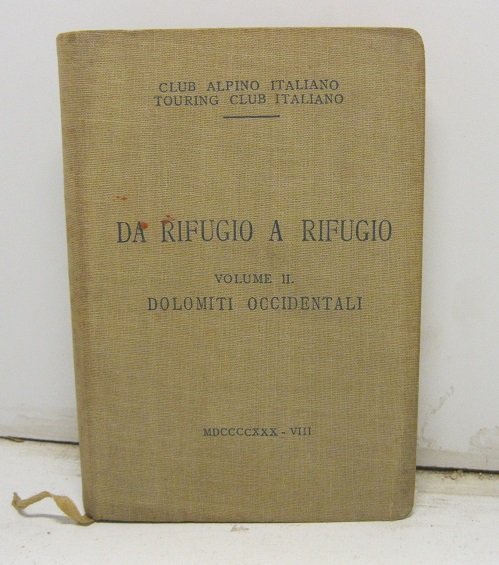 CLUB ALPINO ITALIANO
TOURING CLUB ITALIANO
DA RIFUGIO A RIFUGIO
VOLUME II.
DOLOMITI OCCIDENTALI
MDCCCCXXX - VIII